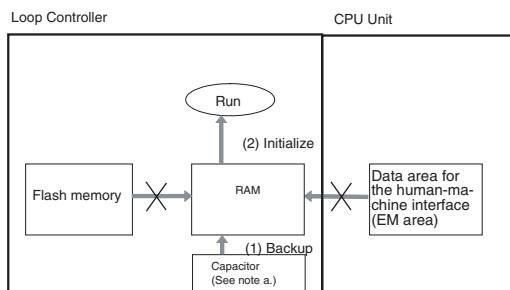 Loop Controller
CPU Unit
Run
(2) Initialize
Flash memory
RAM
Data area for
the human-ma-
chine interface
(EM area)
(1) Backup
Capacitor
(See note a.)